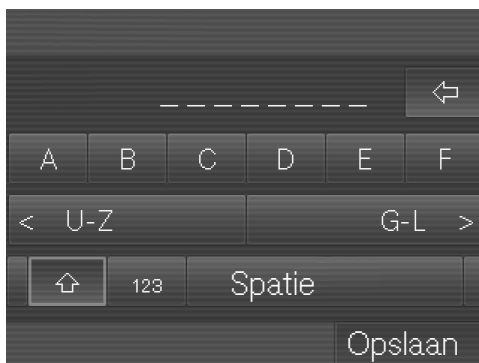 _ _ _ _ _ _ _ _
A B C D E F
< U-Z G-L >
123 Spatie
Opslaan